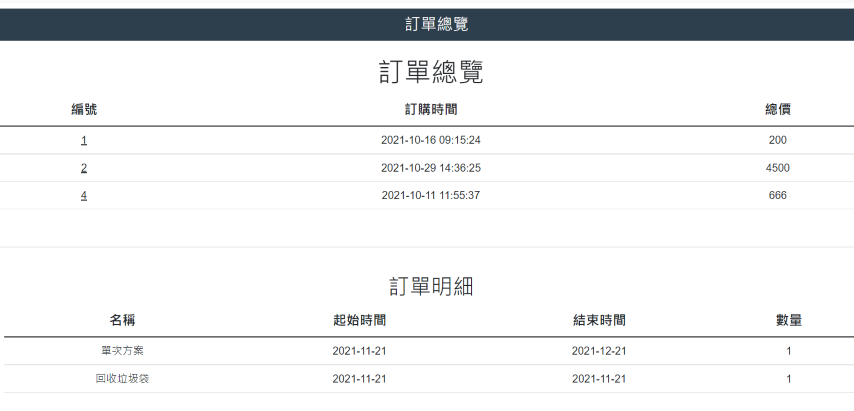 訂單總覽
訂單總覽
編號 訂購時間 總價
1 2021-10-16 09:15:24 200
2 2021-10-29 14:36:25 4500
4 2021-10-11 11:55:37 666
訂單明細
名稱 起始時間 結束時間 數量
單次方案 2021-11-21 2021-12-21 1
回收垃圾袋 2021-11-21 2021-11-21 1